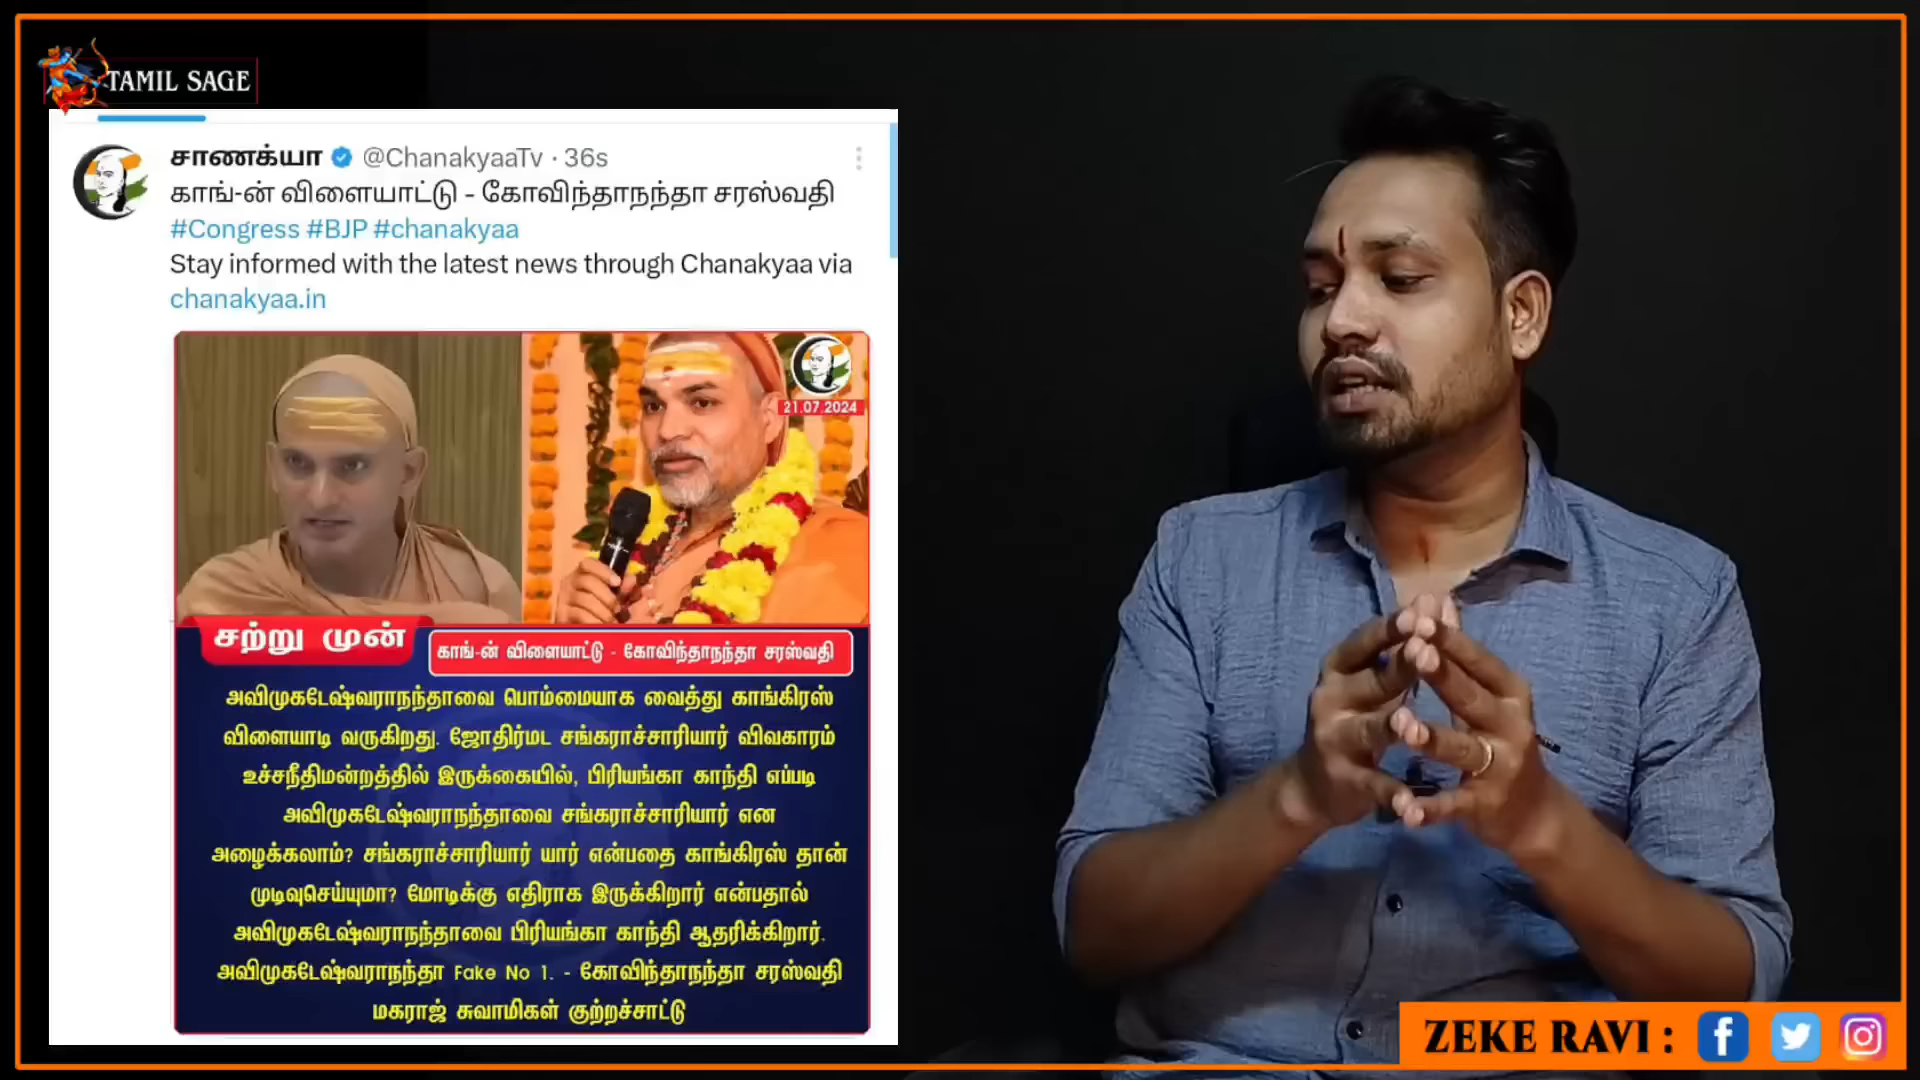 TAMIL SAGE
சாணக்யா @ChanakyaaTv · 36s
காங்-ன் விளையாட்டு - கோவிந்தாநந்தா சரஸ்வதி
#Congress #BJP #chanakyaa
Stay informed with the latest news through Chanakyaa via
chanakyaa.in
21.07.2024
சற்று முன்
காங்-ன் விளையாட்டு - கோவிந்தாநந்தா சரஸ்வதி
அவிமுகடேஷ்வராநந்தாவை பொம்மையாக வைத்து காங்கிரஸ்
விளையாடி வருகிறது. ஜோதிர்மட சங்கராச்சாரியார் விவகாரம்
உச்சநீதிமன்றத்தில் இருக்கையில், பிரியங்கா காந்தி எப்படி
அவிமுகடேஷ்வராநந்தாவை சங்கராச்சாரியார் என
அழைக்கலாம்? சங்கராச்சாரியார் யார் என்பதை காங்கிரஸ் தான்
முடிவுசெய்யுமா? மோடிக்கு எதிராக இருக்கிறார் என்பதால்
அவிமுகடேஷ்வராநந்தாவை பிரியங்கா காந்தி ஆதரிக்கிறார்.
அவிமுகடேஷ்வராநந்தா Fake No 1. - கோவிந்தாநந்தா சரஸ்வதி
மகராஜ் சுவாமிகள் குற்றச்சாட்டு
ZEKE RAVI :